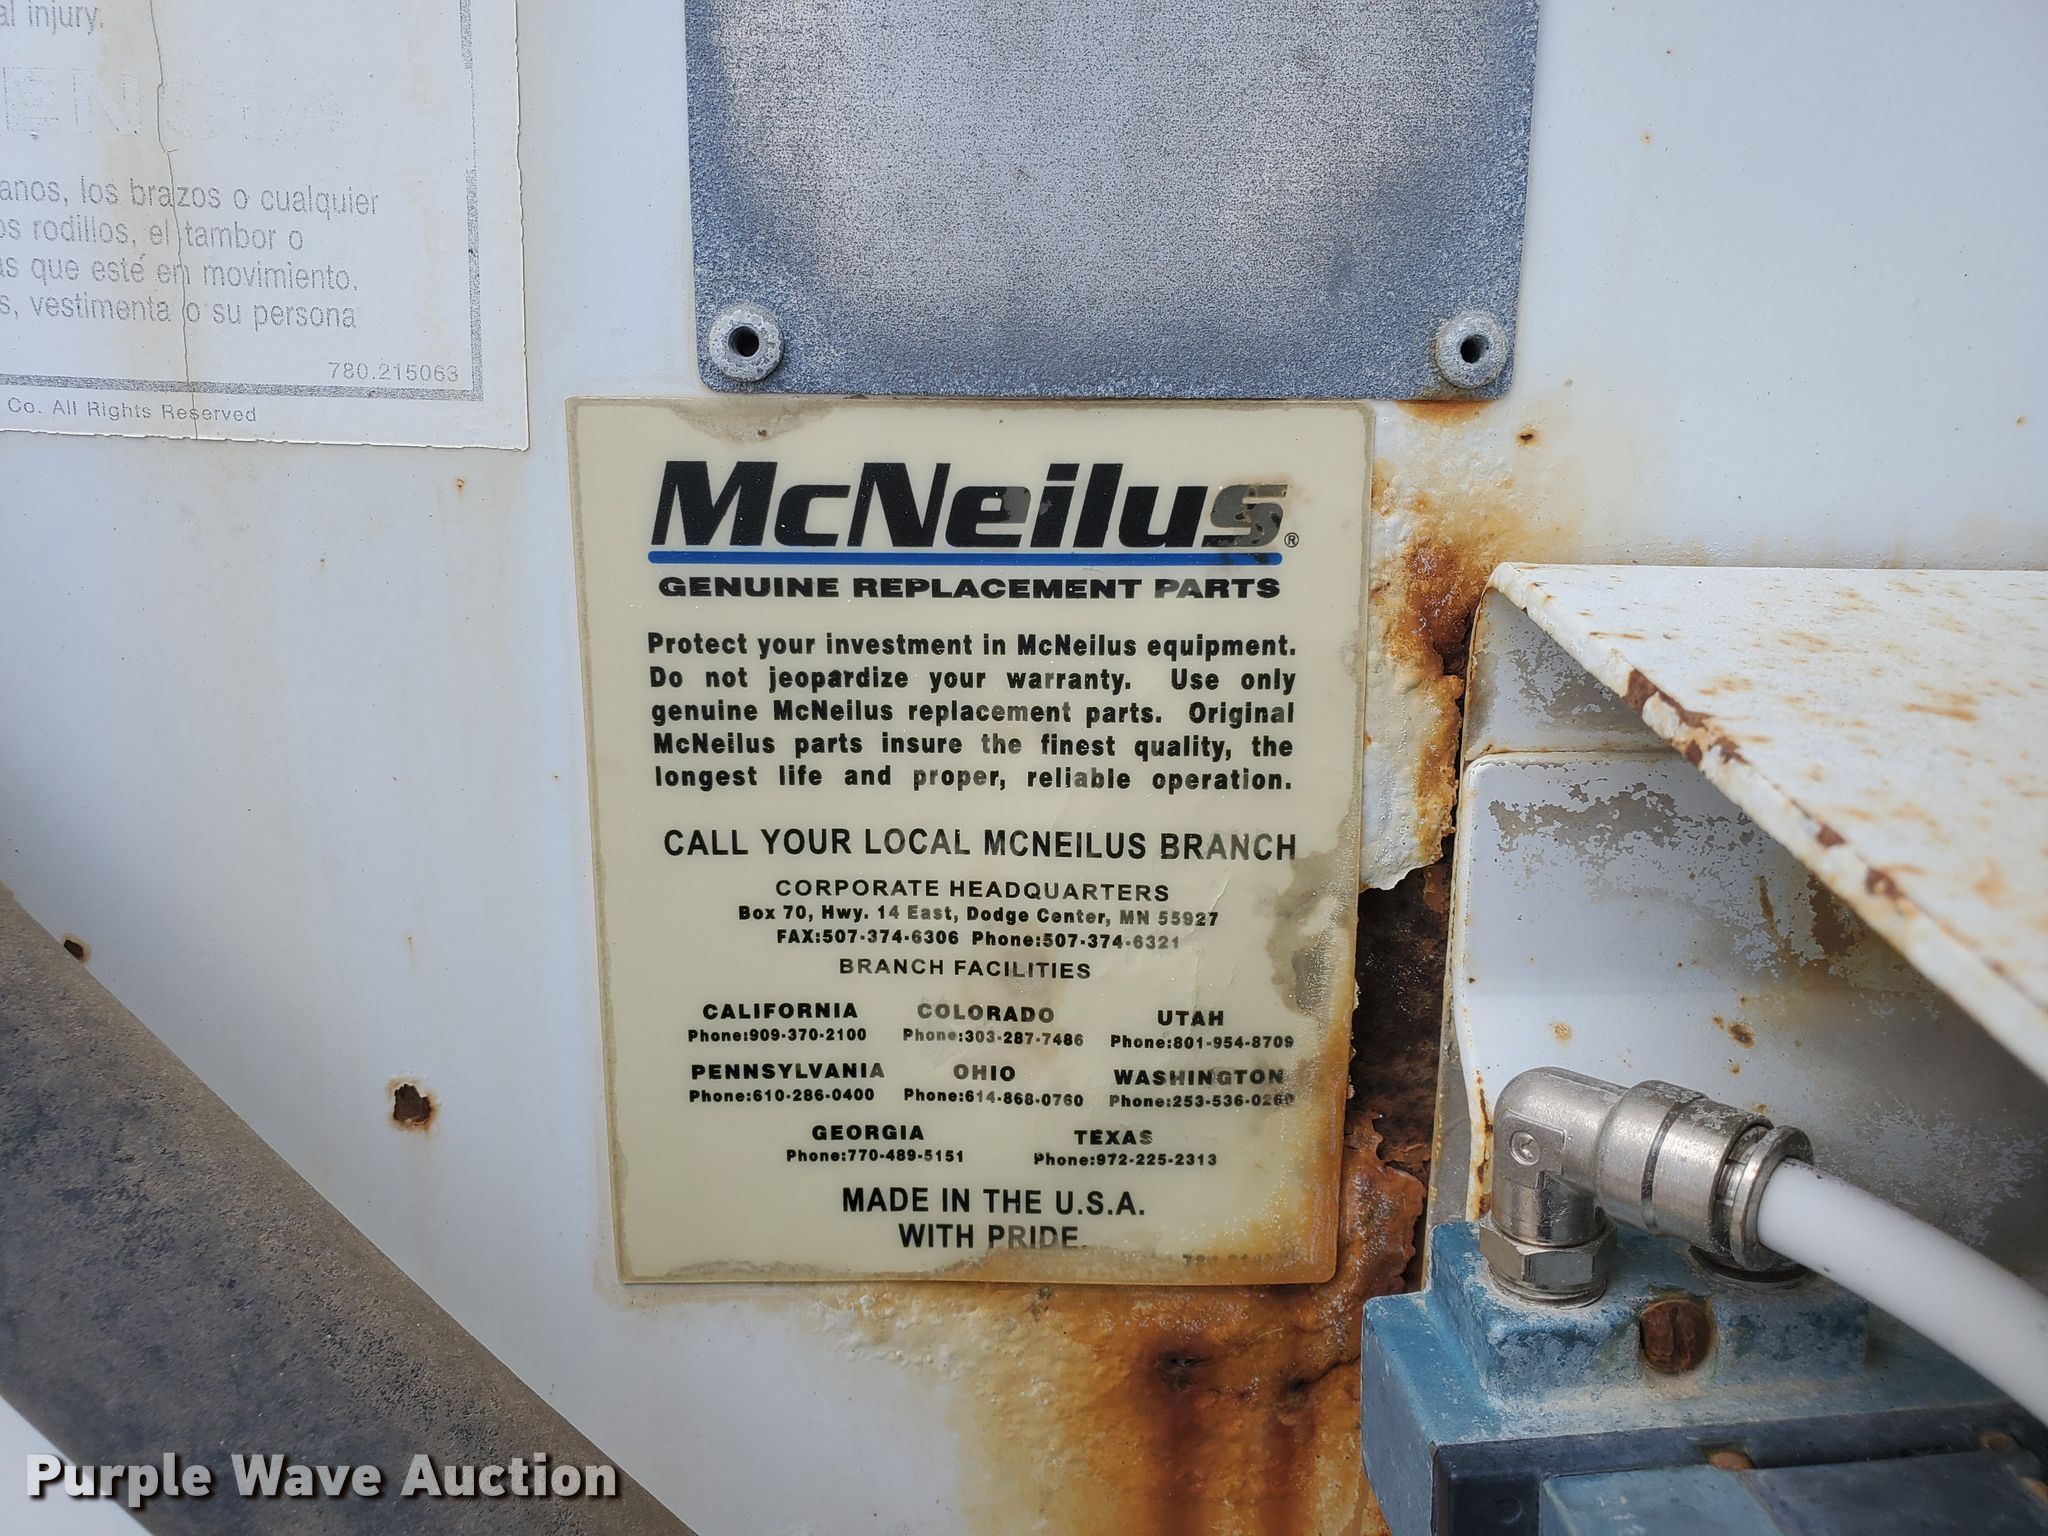 al injury.
anos, los brazos o cualquier
os rodillos, el tambor o
as que esté en movimiento.
s, vestimenta o su persona
780.215063
Co. All Rights Reserved
McNeilus®
GENUINE REPLACEMENT PARTS
Protect your investment in McNeilus equipment.
Do not jeopardize your warranty. Use only
genuine McNeilus replacement parts. Original
McNeilus parts insure the finest quality, the
longest life and proper, reliable operation.
CALL YOUR LOCAL MCNEILUS BRANCH
CORPORATE HEADQUARTERS
Box 70, Hwy. 14 East, Dodge Center, MN 55927
FAX:507-374-6306 Phone:507-374-6321
BRANCH FACILITIES
CALIFORNIA COLORADO UTAH
Phone:909-370-2100 Phone:303-287-7486 Phone:801-954-8709
PENNSYLVANIA OHIO WASHINGTON
Phone:610-286-0400 Phone:614-868-0760 Phone:253-536-0260
GEORGIA TEXAS
Phone:770-489-5151 Phone:972-225-2313
MADE IN THE U.S.A.
WITH PRIDE.
Purple Wave Auction